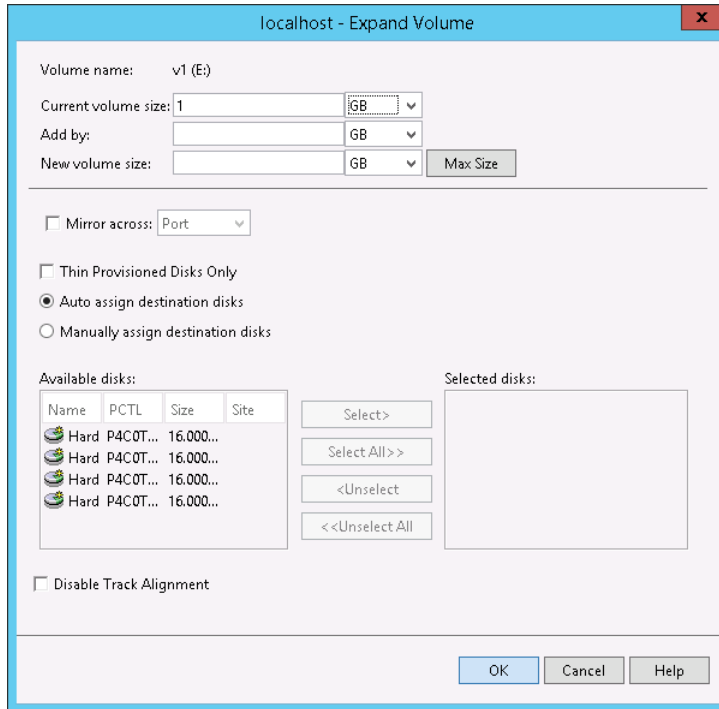 localhost - Expand Volume
x
Volume name: v1 (E:)
Current volume size: 1 GB
Add by: GB
New volume size: GB Max Size
Mirror across: Port
Thin Provisioned Disks Only
Auto assign destination disks
Manually assign destination disks
Available disks: Selected disks:
Name PCTL Size Site
Hard P4C0T... 16.000...
Hard P4C0T... 16.000...
Hard P4C0T... 16.000...
Hard P4C0T... 16.000...
Select>
Select All>>
<Unselect
<<Unselect All
Disable Track Alignment
OK Cancel Help